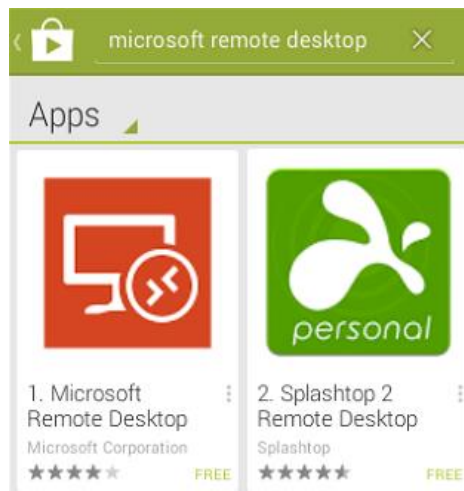 microsoft remote desktop
Apps
personal
1. Microsoft
Remote Desktop
Microsoft Corporation
FREE
2. Splashtop 2
Remote Desktop
Splashtop
FREE